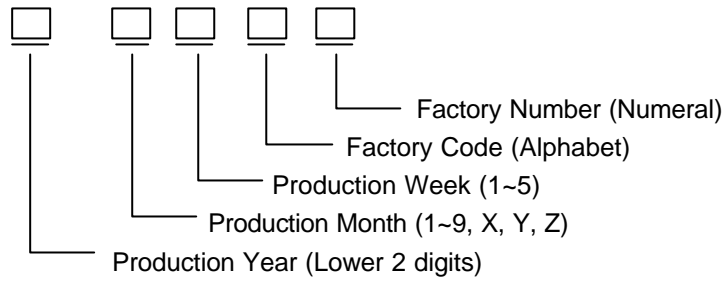 Factory Number (Numeral)
Factory Code (Alphabet)
Production Week (1~5)
Production Month (1~9, X, Y, Z)
Production Year (Lower 2 digits)